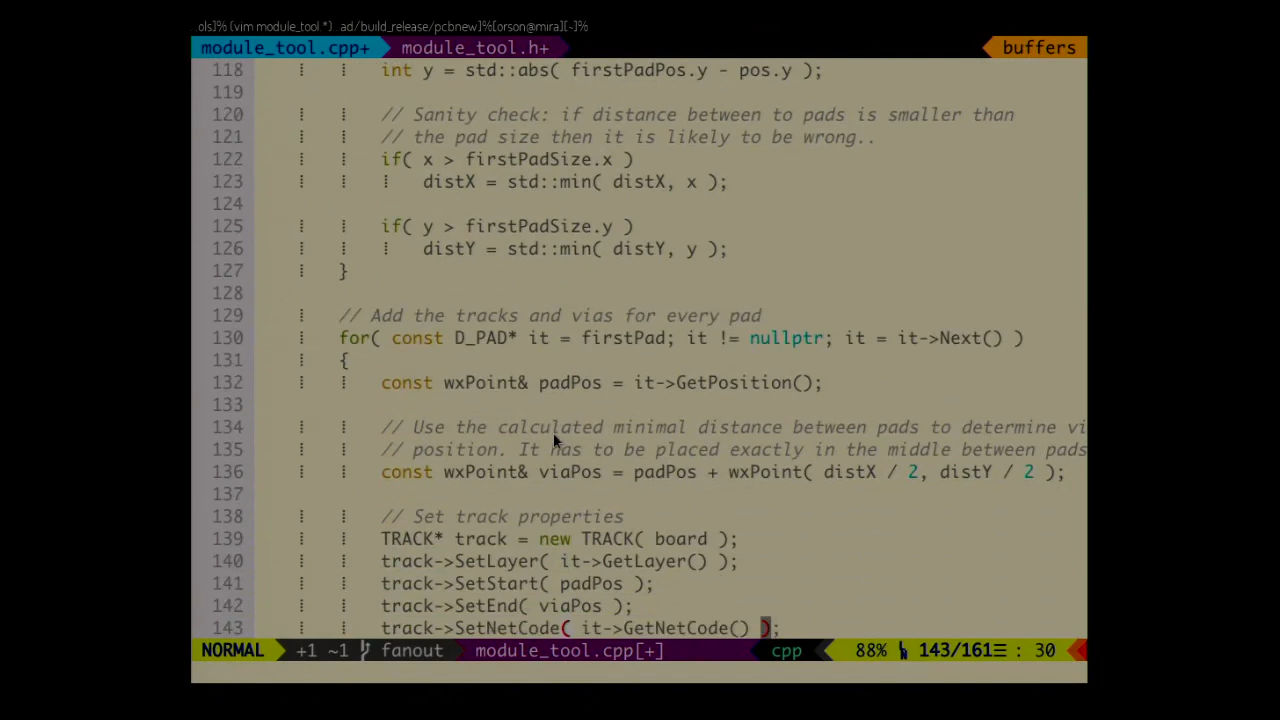 ols]% (vim module_tool.*) ad/build_release/pcbnew]%[orson@mira][~]%
module_tool.cpp+ module_tool.h+ buffers
118 int y = std::abs( firstPadPos.y - pos.y );
119
120 // Sanity check: if distance between to pads is smaller than
121 // the pad size then it is likely to be wrong..
122 if( x > firstPadSize.x )
123 distX = std::min( distX, x );
124
125 if( y > firstPadSize.y )
126 distY = std::min( distY, y );
127 }
128
129 // Add the tracks and vias for every pad
130 for( const D_PAD* it = firstPad; it != nullptr; it = it->Next() )
131 {
132 const wxPoint& padPos = it->GetPosition();
133
134 // Use the calculated minimal distance between pads to determine vi
135 // position. It has to be placed exactly in the middle between pads
136 const wxPoint& viaPos = padPos + wxPoint( distX / 2, distY / 2 );
137
138 // Set track properties
139 TRACK* track = new TRACK( board );
140 track->SetLayer( it->GetLayer() );
141 track->SetStart( padPos );
142 track->SetEnd( viaPos );
143 track->SetNetCode( it->GetNetCode() );
NORMAL +1 ~1 fanout module_tool.cpp[+] cpp 88% 143/161 : 30